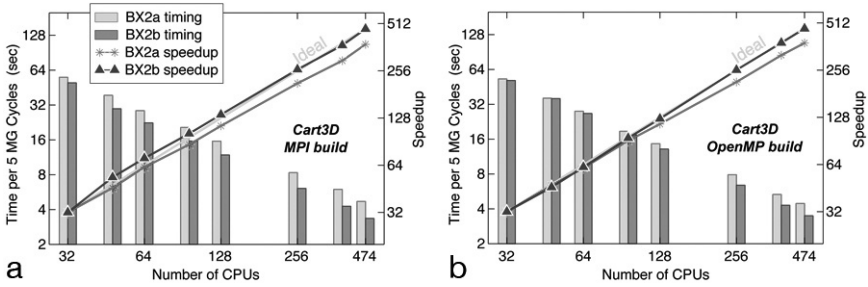 BX2a timing
BX2b timing
BX2a speedup
BX2b speedup
Ideal
Cart3D
MPI build
Time per 5 MG Cycles (sec)
128
64
32
16
8
4
2
512
256
128
64
32
Speedup
32
64
128
256
474
Number of CPUs
a
Ideal
Cart3D
OpenMP build
Time per 5 MG Cycles (sec)
128
64
32
16
8
4
2
512
256
128
64
32
Speedup
32
64
128
256
474
Number of CPUs
b